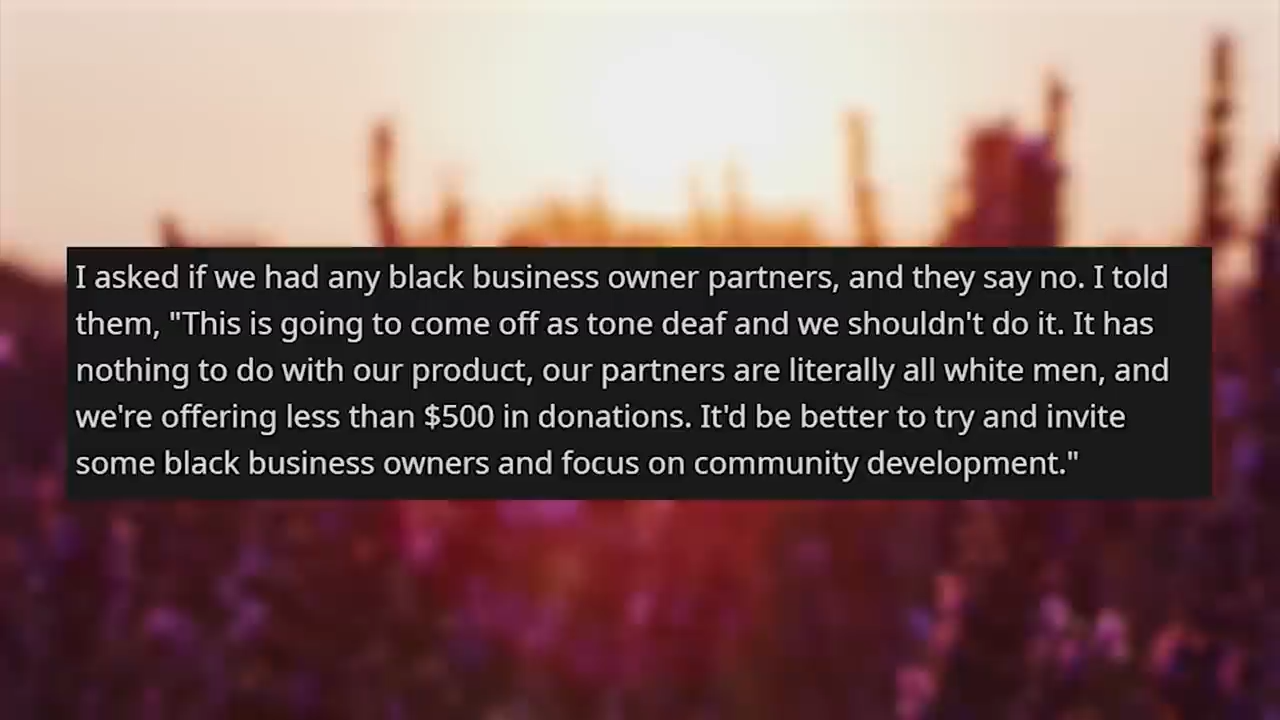 I asked if we had any black business owner partners, and they say no. I told
them, "This is going to come off as tone deaf and we shouldn't do it. It has
nothing to do with our product, our partners are literally all white men, and
we're offering less than $500 in donations. It'd be better to try and invite
some black business owners and focus on community development."